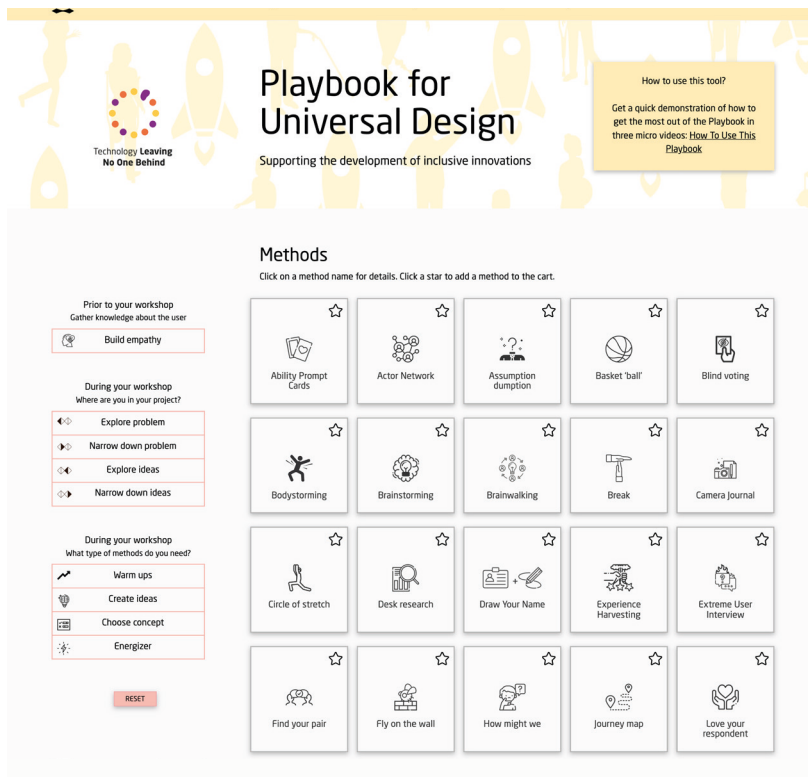 Technology Leaving
No One Behind
Playbook for
Universal Design
Supporting the development of inclusive innovations
How to use this tool?
Get a quick demonstration of how to
get the most out of the Playbook in
three micro videos: How To Use This
Playbook
Methods
Click on a method name for details. Click a star to add a method to the cart.
Prior to your workshop
Gather knowledge about the user
Build empathy
During your workshop
Where are you in your project?
Explore problem
Narrow down problem
Explore ideas
Narrow down ideas
During your workshop
What type of methods do you need?
Warm ups
Create ideas
Choose concept
Energizer
RESET
Ability Prompt
Cards
Actor Network
Assumption
dumption
Basket 'ball'
Blind voting
Bodystorming
Brainstorming
Brainwalking
Break
Camera Journal
Circle of stretch
Desk research
Draw Your Name
Experience
Harvesting
Extreme User
Interview
Find your pair
Fly on the wall
How might we
Journey map
Love your
respondent